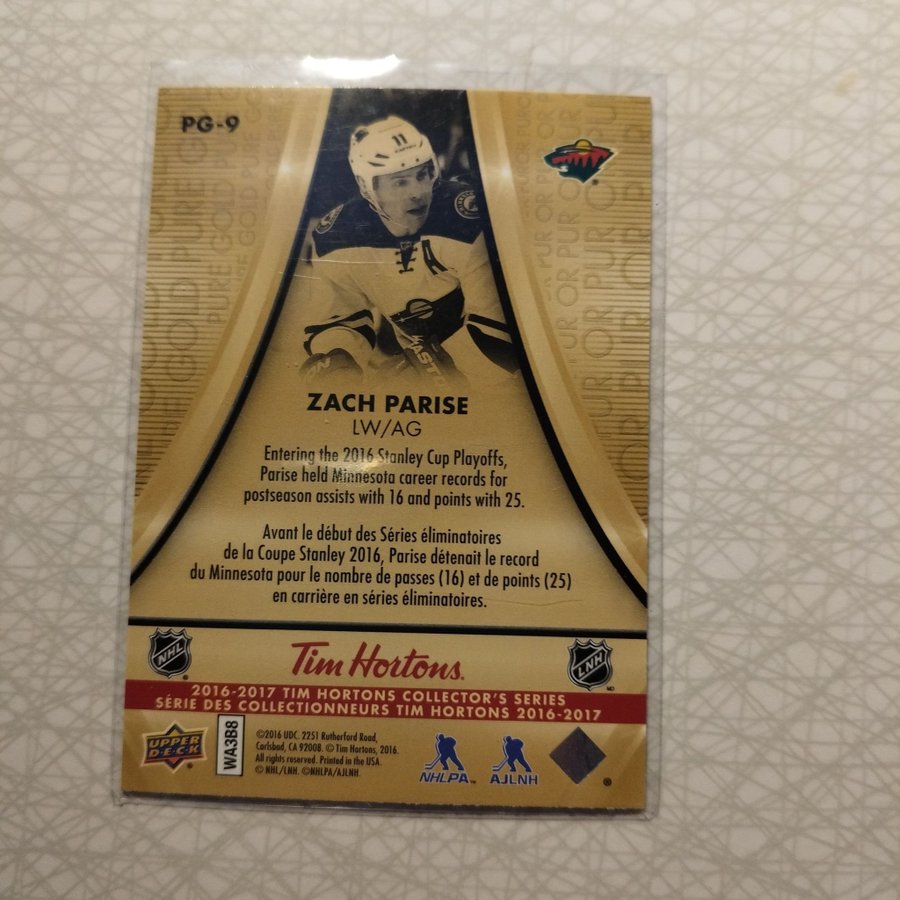 PG-9
11
ZACH PARISE
LW/AG
Entering the 2016 Stanley Cup Playoffs,
Parise held Minnesota career records for
postseason assists with 16 and points with 25.
Avant le début des Séries éliminatoires
de la Coupe Stanley 2016, Parise détenait le record
du Minnesota pour le nombre de passes (16) et de points (25)
en carrière en séries éliminatoires.
NHL
Tim Hortons.
LNH
2016-2017 TIM HORTONS COLLECTOR'S SERIES
SÉRIE DES COLLECTIONNEURS TIM HORTONS 2016-2017
UPPER
DECK
WA3B8
©2016 UDC. 2251 Rutherford Road,
Carlsbad, CA 92008. © Tim Hortons, 2016.
All rights reserved. Printed in the USA.
© NHL/LNH. ©NHLPA/AJLNH.
NHLPA™
AJLNH
®